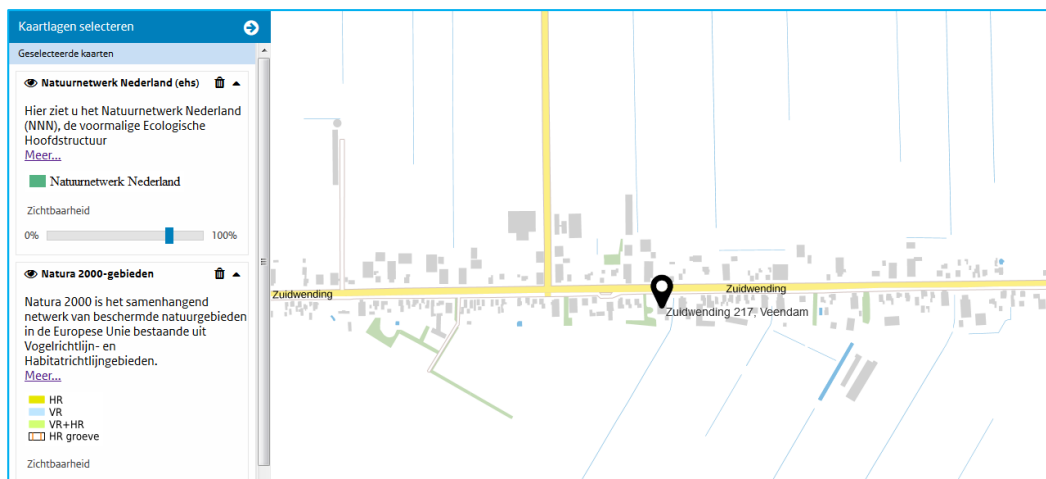 Kaartlagen selecteren
Geselecteerde kaarten
Natuurnetwerk Nederland (ehs)
Hier ziet u het Natuurnetwerk Nederland
(NNN), de voormalige Ecologische
Hoofdstructuur
Meer...
Natuurnetwerk Nederland
Zichtbaarheid
0% 100%
Natura 2000-gebieden
Natura 2000 is het samenhangend
netwerk van beschermde natuurgebieden
in de Europese Unie bestaande uit
Vogelrichtlijn- en
Habitatrichtlijngebieden.
Meer...
HR
VR
VR+HR
HR groeve
Zichtbaarheid
Zuidwending
Zuidwending
Zuidwending 217, Veendam